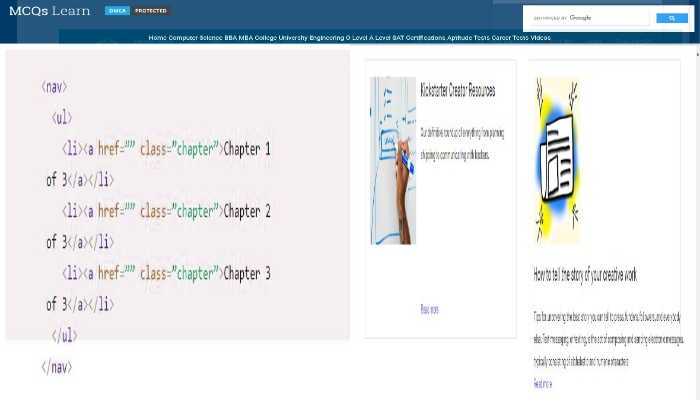 MCQs Learn
DMCA PROTECTED
ENHANCED BY Google
Home Computer Science BBA MBA College University Engineering O Level A Level SAT Certifications Aptitude Tests Career Tests Videos
<nav>
<ul>
<li><a href="" class="chapter">Chapter 1
of 3</a></li>
<li><a href="" class="chapter">Chapter 2
of 3</a></li>
<li><a href="" class="chapter">Chapter 3
of 3</a></li>
</ul>
</nav>
Kickstarter Creator Resources
Our definitive roundup of everything from planning
shipping to communicating with backers.
Read more
How to tell the story of your creative work
Tips for uncovering the best story you can tell to press, funders, followers, and everybody
else. Text messaging, or texting, is the act of composing and sending electronic messages,
typically consisting of alphabetic and numeric characters
Read more